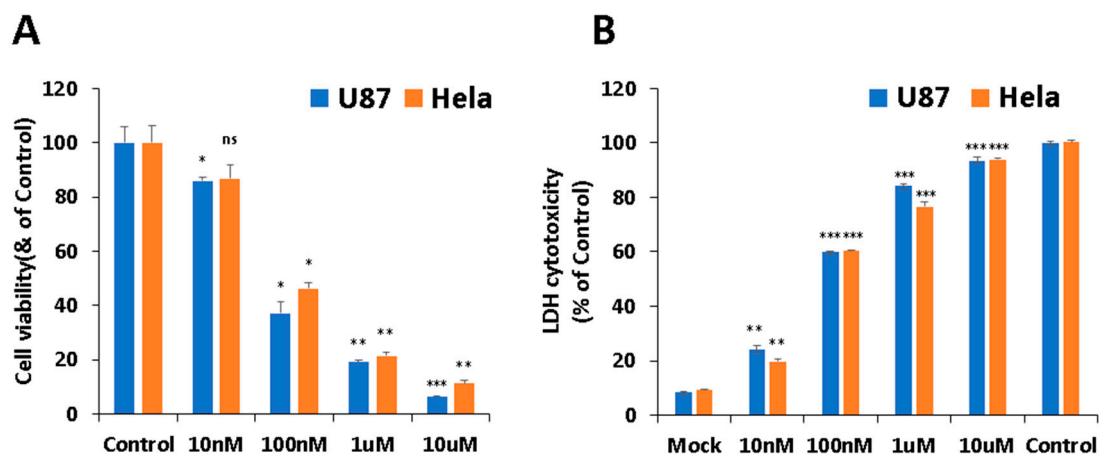 A
Cell viability(& of Control)
120
100
80
60
40
20
0
U87 Hela
* ns
* *
** **
*** **
Control 10nM 100nM 1uM 10uM
B
LDH cytotoxicity
(% of Control)
120
100
80
60
40
20
0
U87 Hela
** **
*** ***
*** ***
*** ***
Mock 10nM 100nM 1uM 10uM Control